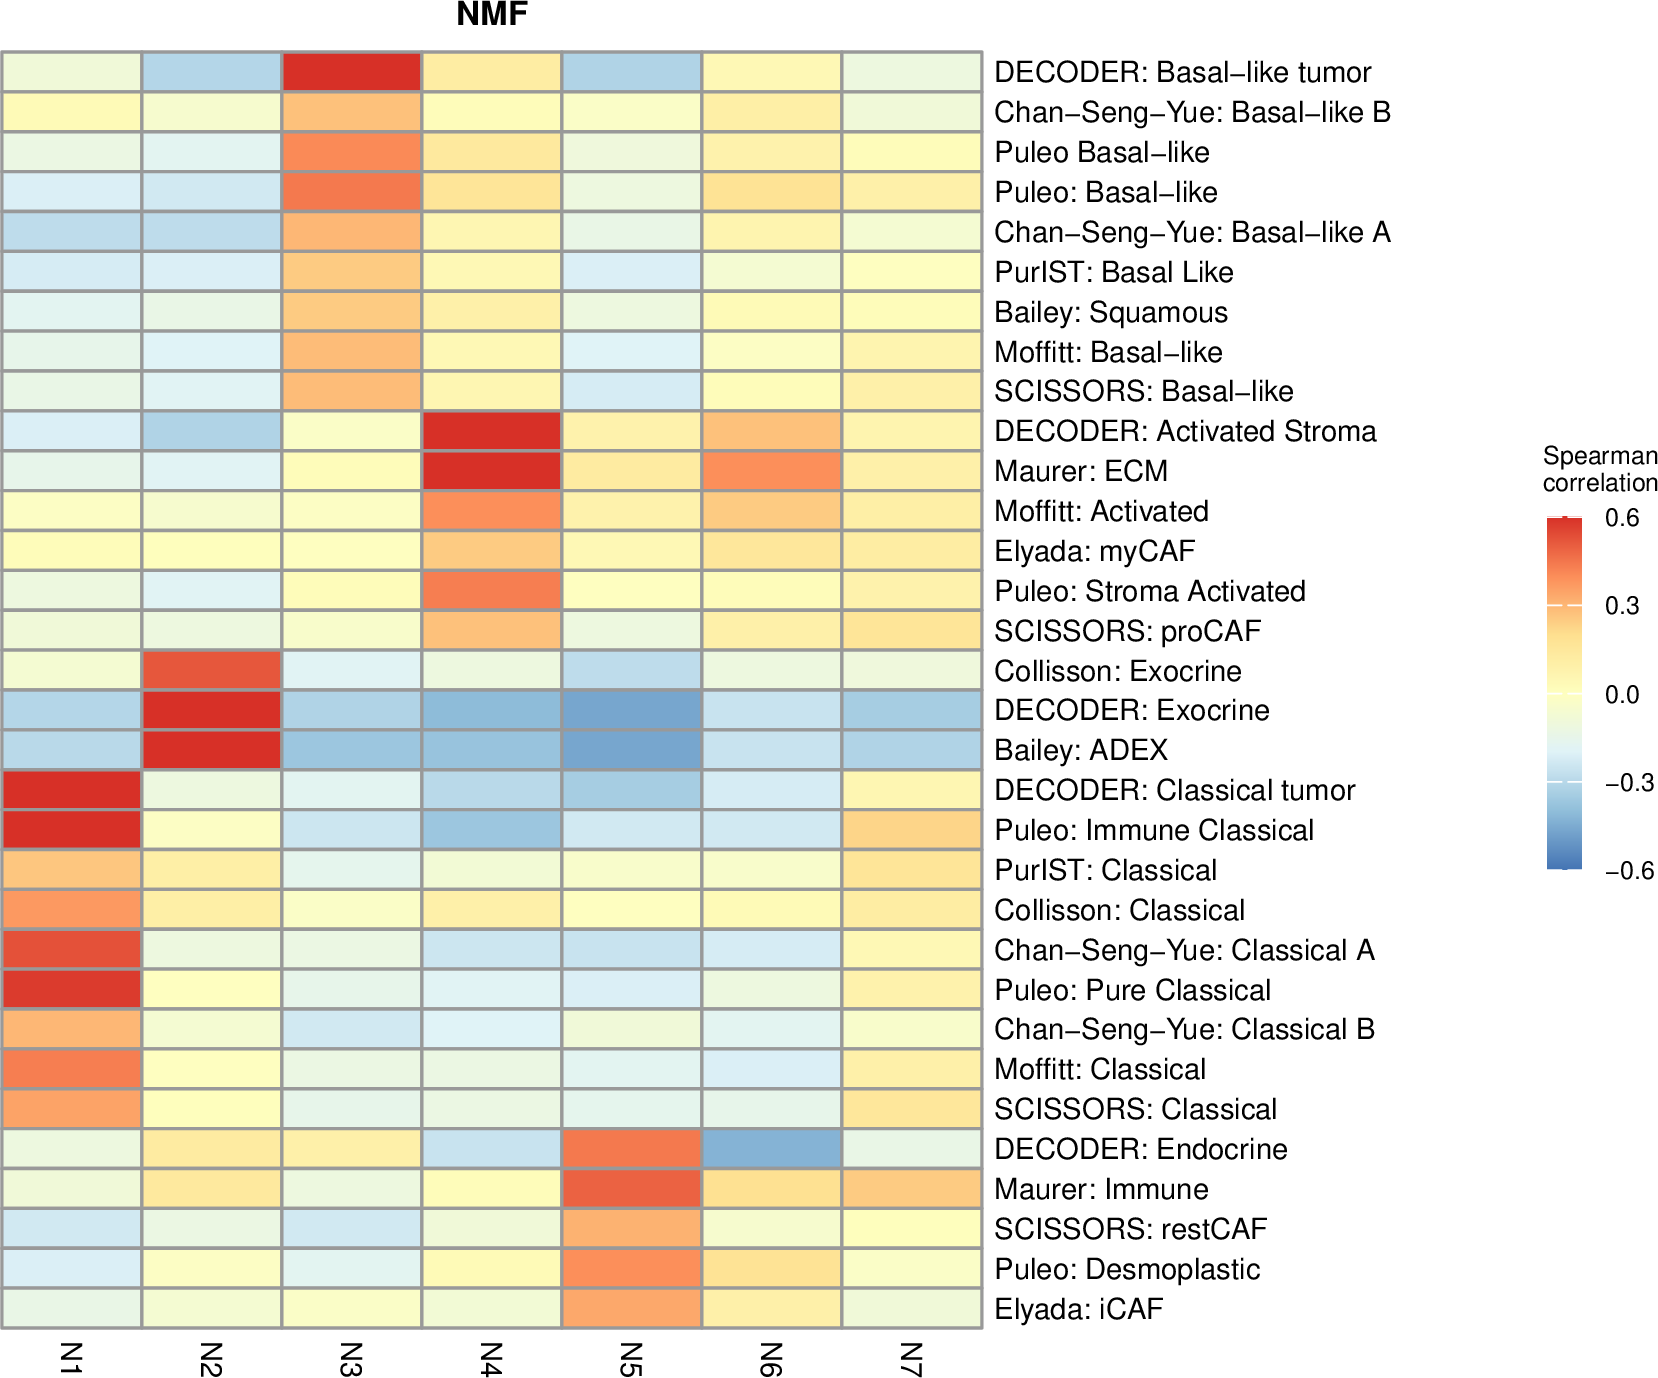 NMF
DECODER: Basal−like tumor
Chan−Seng−Yue: Basal−like B
Puleo Basal−like
Puleo: Basal−like
Chan−Seng−Yue: Basal−like A
PurIST: Basal Like
Bailey: Squamous
Moffitt: Basal−like
SCISSORS: Basal−like
DECODER: Activated Stroma
Maurer: ECM
Moffitt: Activated
Elyada: myCAF
Puleo: Stroma Activated
SCISSORS: proCAF
Collisson: Exocrine
DECODER: Exocrine
Bailey: ADEX
DECODER: Classical tumor
Puleo: Immune Classical
PurIST: Classical
Collisson: Classical
Chan−Seng−Yue: Classical A
Puleo: Pure Classical
Chan−Seng−Yue: Classical B
Moffitt: Classical
SCISSORS: Classical
DECODER: Endocrine
Maurer: Immune
SCISSORS: restCAF
Puleo: Desmoplastic
Elyada: iCAF
N1
N2
N3
N4
N5
N6
N7
Spearman
correlation
0.6
0.3
0.0
−0.3
−0.6